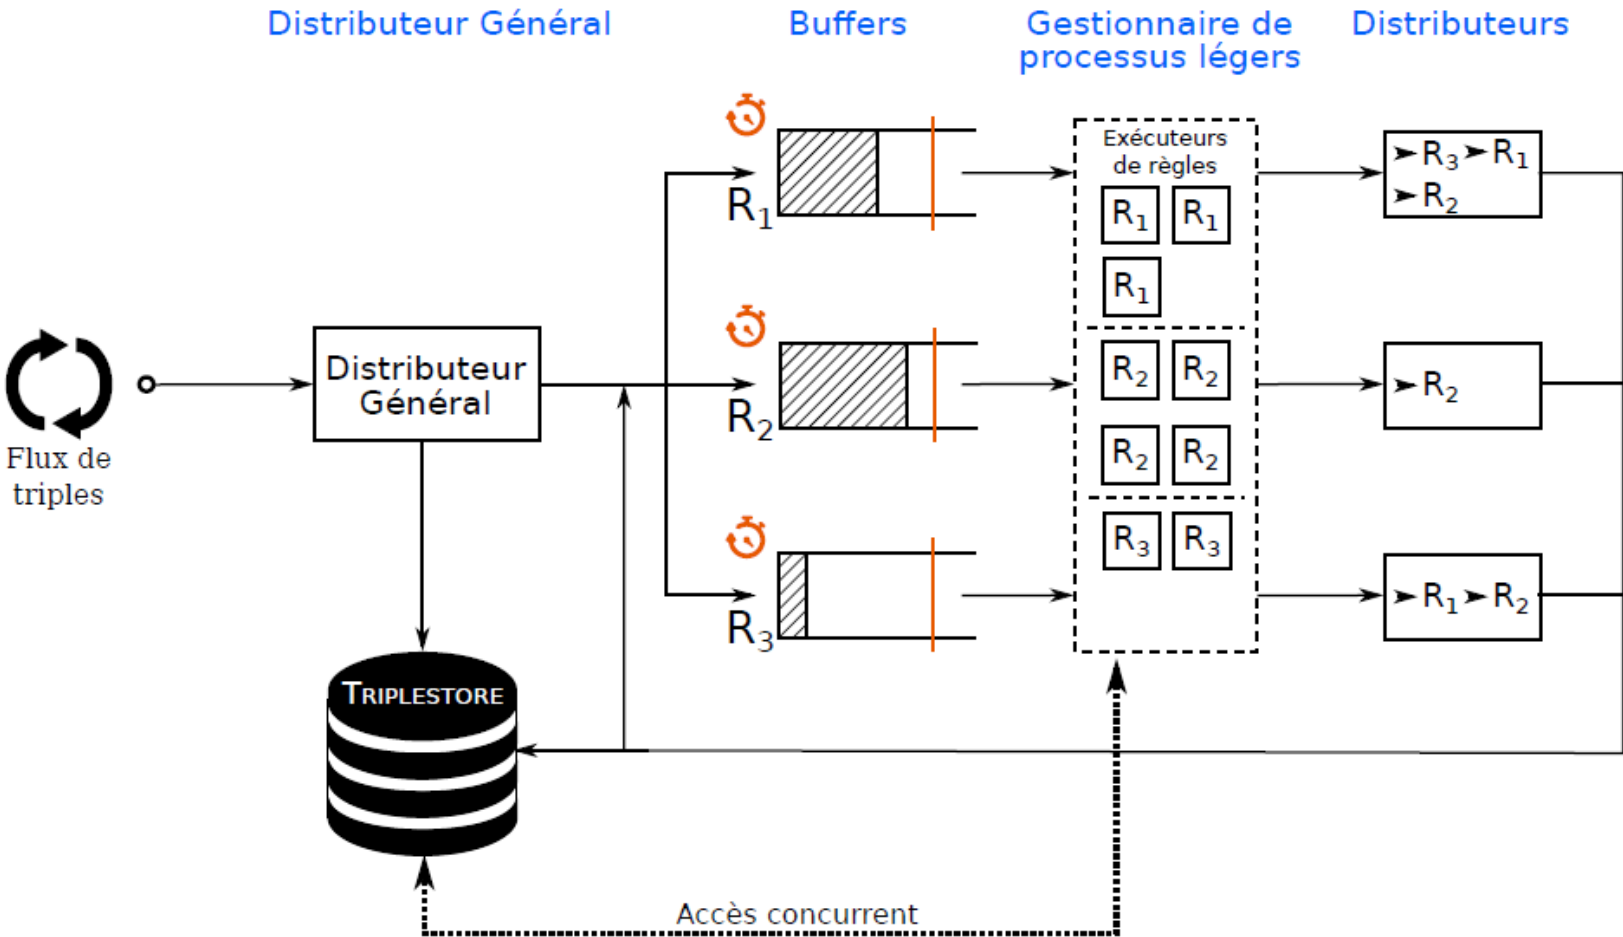 Distributeur Général
Buffers
Gestionnaire de
processus légers
Distributeurs
Exécuteurs
de règles
R1
R1 R1
R1
➤R3 ➤R1
➤R2
Flux de
triples
Distributeur
Général
R2
R2 R2
R2 R2
➤R2
R3
R3 R3
➤R1 ➤R2
TRIPLESTORE
Accès concurrent